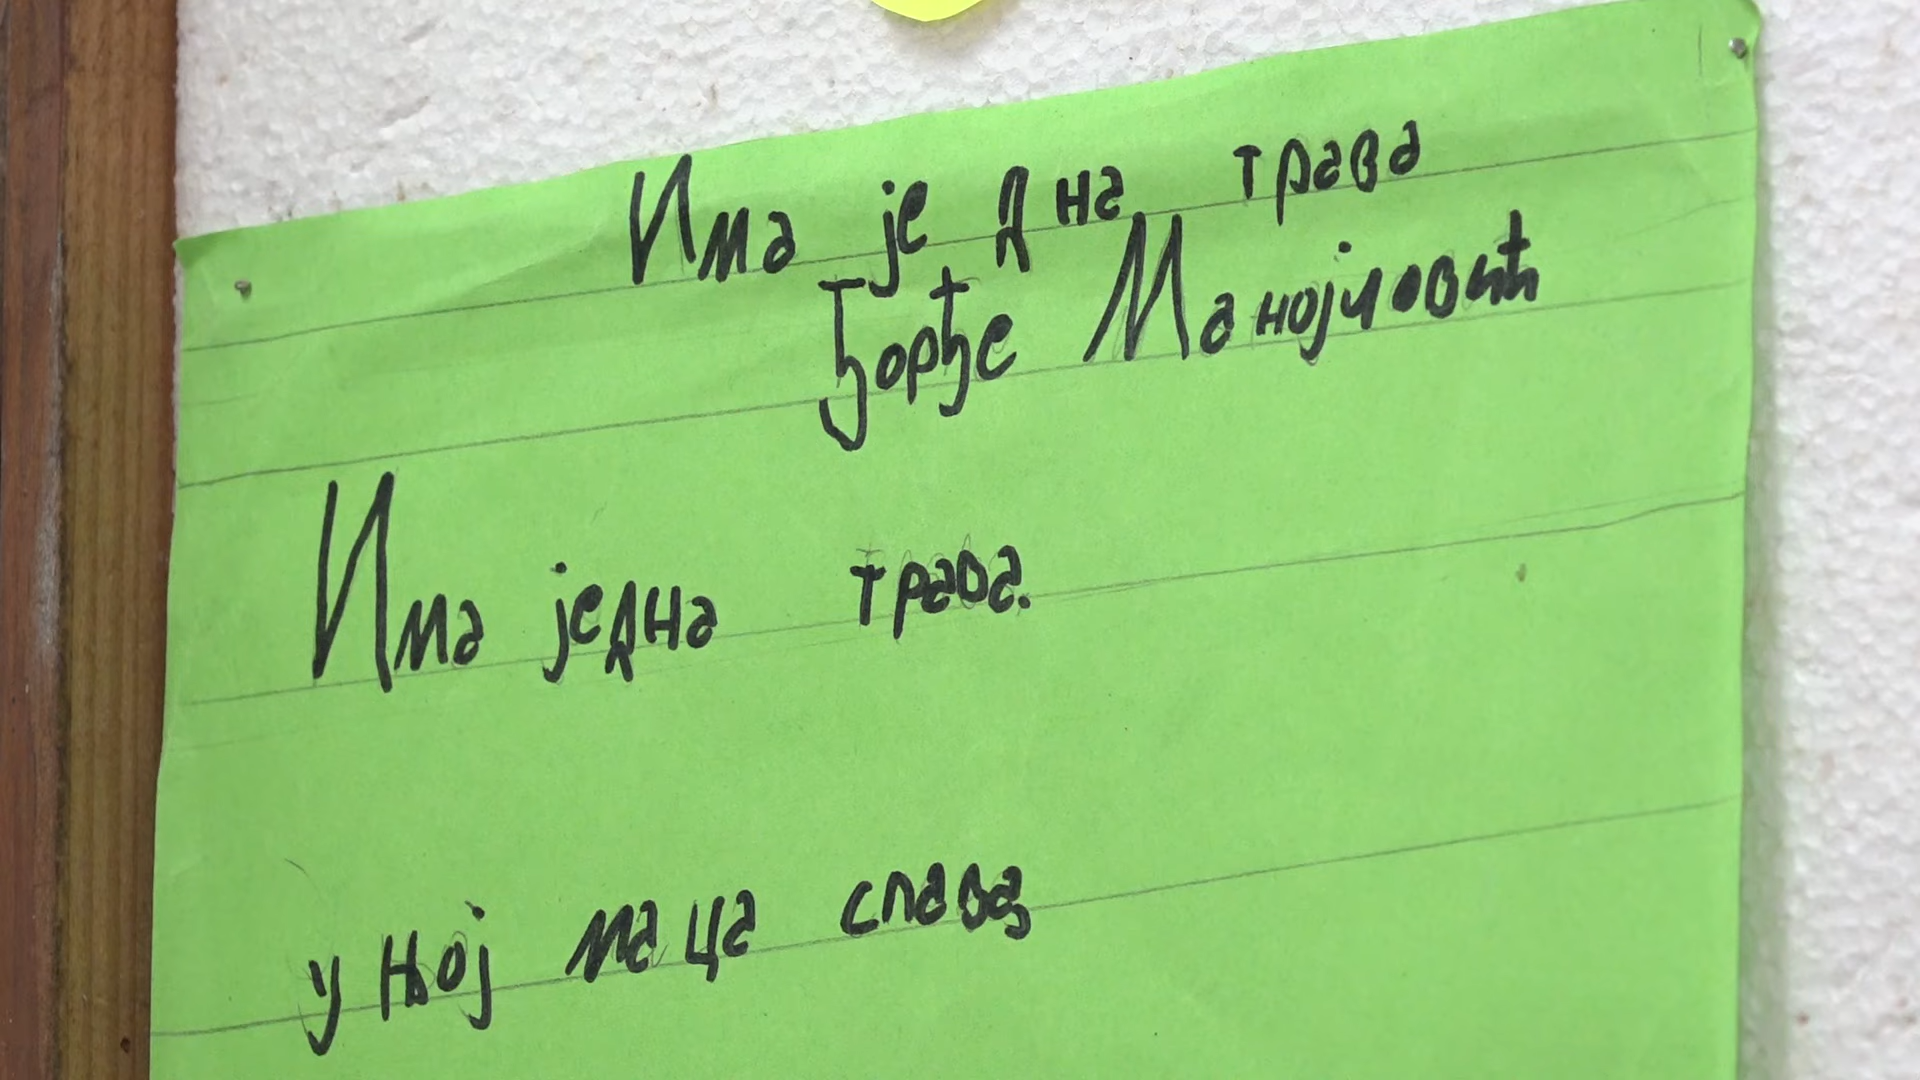 Има једна трава
Ђорђе Манојловић
Има једна трава.
у њој маца спава,